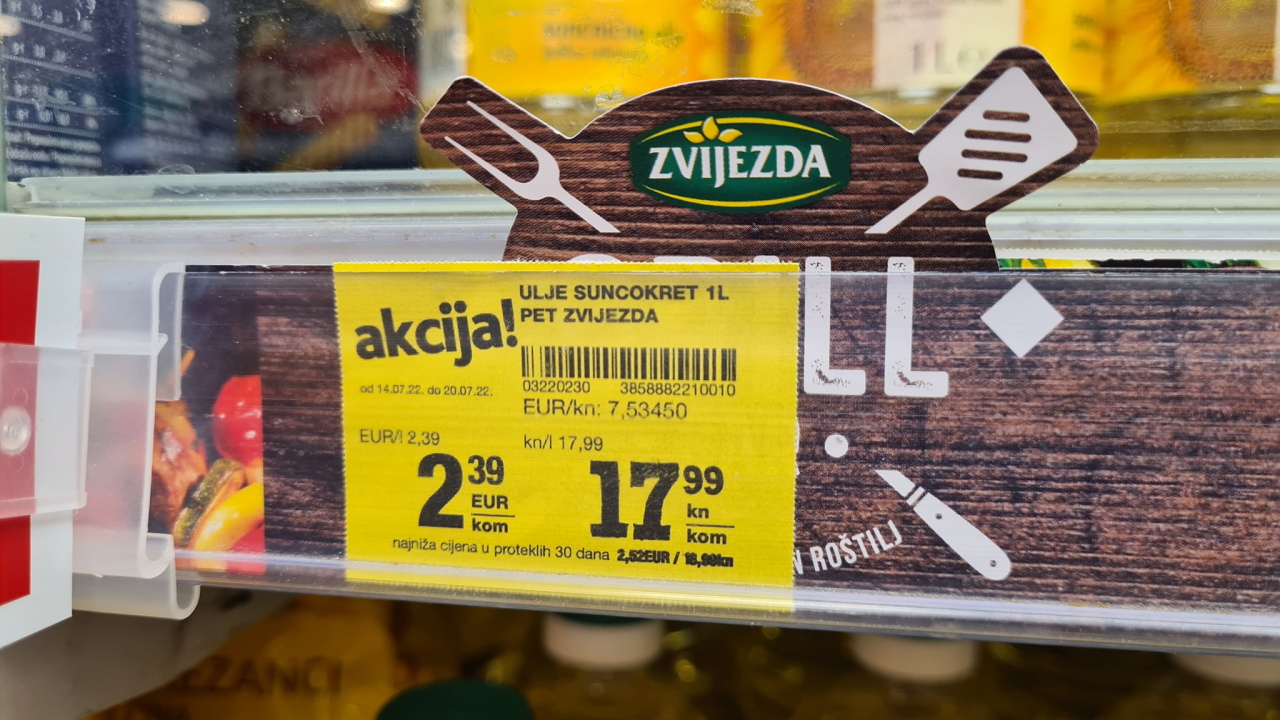 ZVIJEZDA
LL
akcija!
ULJE SUNCOKRET 1L
PET ZVIJEZDA
03220230 3858882210010
od 14.07.22. do 20.07.22.
EUR/kn: 7,53450
EUR/l 2,39
kn/l 17,99
2 39 EUR kom
17 99 kn kom
najniža cijena u proteklih 30 dana 2,52EUR / 18,99kn
N ROŠTILJ